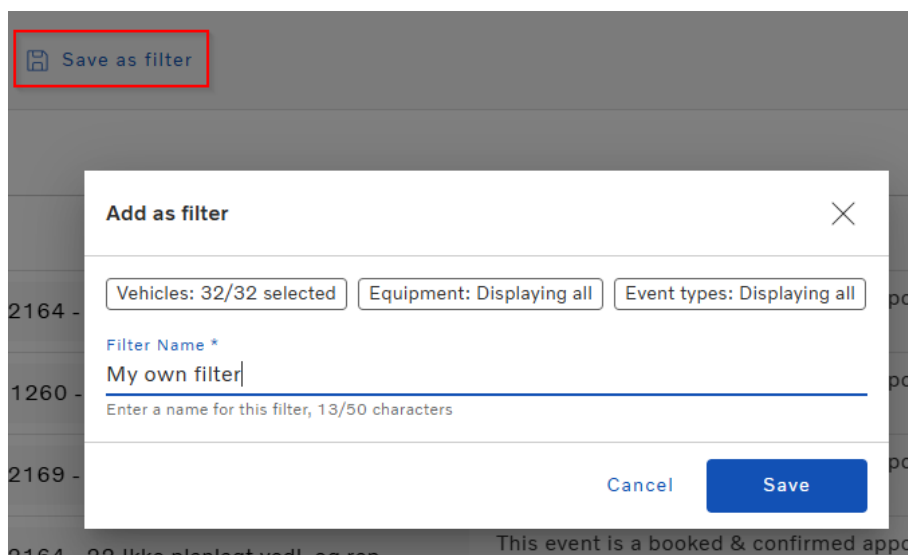 Save as filter
Add as filter
Vehicles: 32/32 selected Equipment: Displaying all Event types: Displaying all
2164 -
Filter Name *
My own filter
1260 -
Enter a name for this filter, 13/50 characters
2169 -
Cancel Save
This event is a booked & confirmed appo